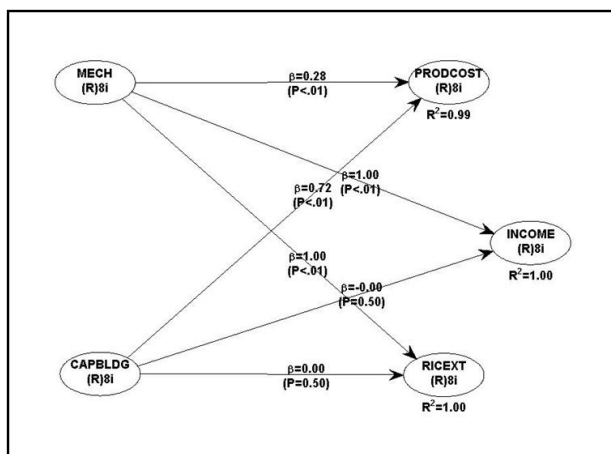 MECH
(R)8i
β=0.28
(P<.01)
PRODCOST
(R)8i
R²=0.99
β=0.72
(P<.01)
β=1.00
(P<.01)
INCOME
(R)8i
R²=1.00
β=1.00
(P<.01)
β=-0.00
(P=0.50)
CAPBLDG
(R)8i
β=0.00
(P=0.50)
RICEXT
(R)8i
R²=1.00